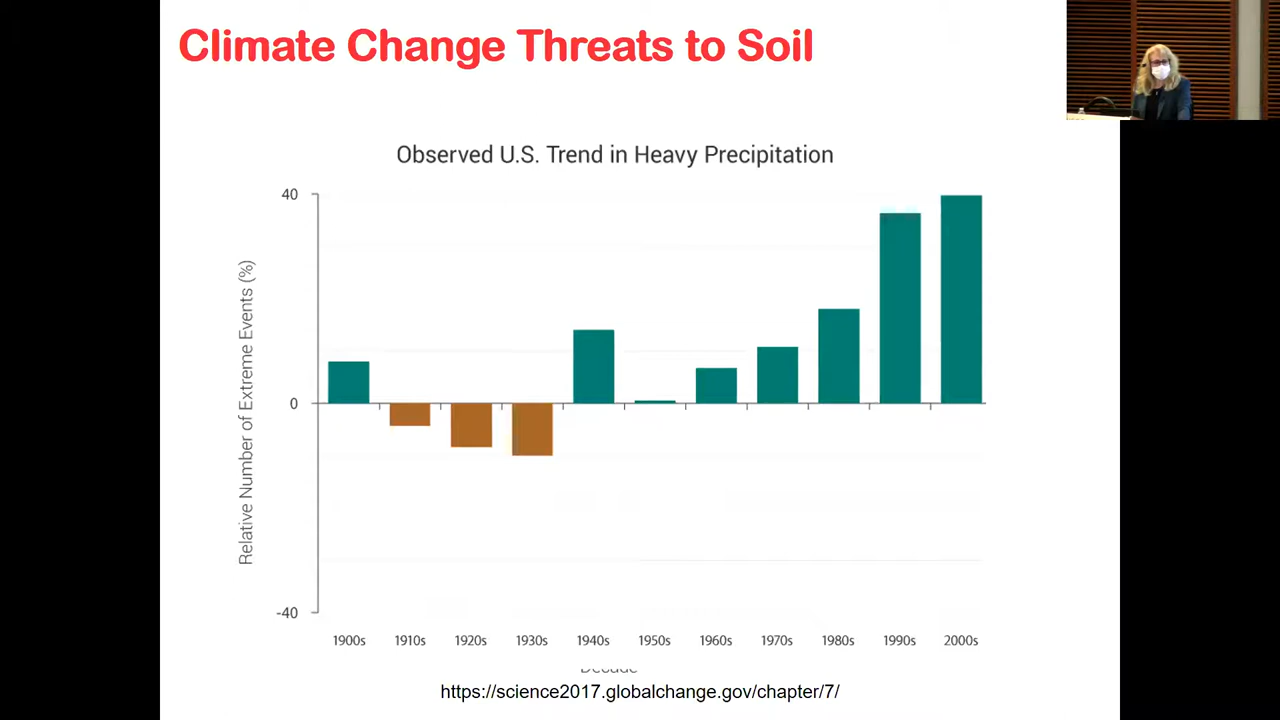 Climate Change Threats to Soil
Observed U.S. Trend in Heavy Precipitation
Relative Number of Extreme Events (%)
40
0
-40
1900s 1910s 1920s 1930s 1940s 1950s 1960s 1970s 1980s 1990s 2000s
Decade
https://science2017.globalchange.gov/chapter/7/